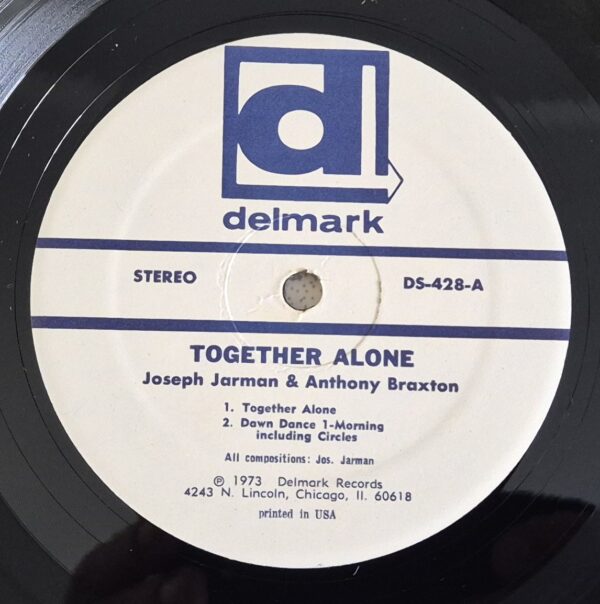 d
delmark
STEREO DS-428-A
TOGETHER ALONE
Joseph Jarman & Anthony Braxton
1. Together Alone
2. Dawn Dance 1-Morning
including Circles
All compositions: Jos. Jarman
℗ 1973 Delmark Records
4243 N. Lincoln, Chicago, Il. 60618
printed in USA